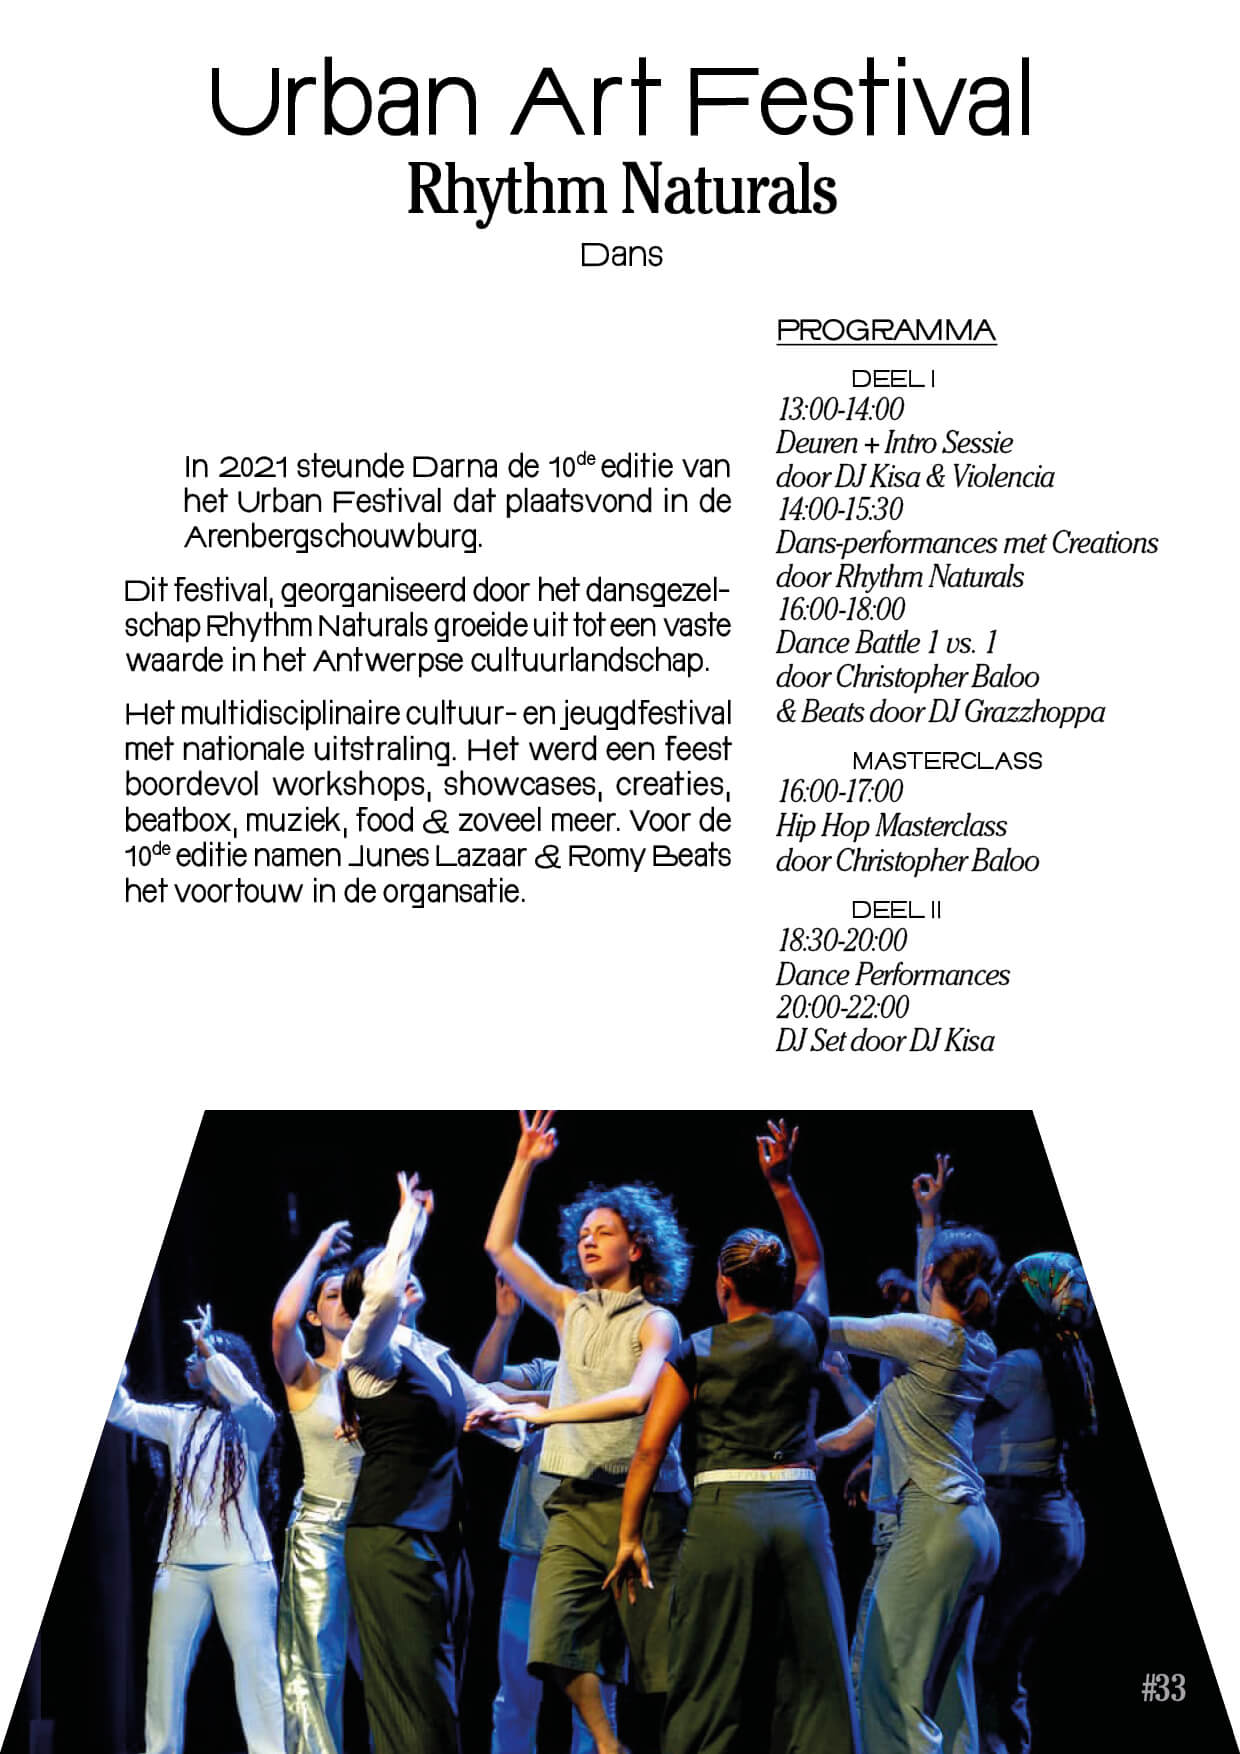 Urban Art Festival
Rhythm Naturals
Dans
In 2021 steunde Darna de 10de editie van
het Urban Festival dat plaatsvond in de
Arenbergschouwburg.
Dit festival, georganiseerd door het dansgezel-
schap Rhythm Naturals groeide uit tot een vaste
waarde in het Antwerpse cultuurlandschap.
Het multidisciplinaire cultuur- en jeugdfestival
met nationale uitstraling. Het werd een feest
boordevol workshops, showcases, creaties,
beatbox, muziek, food & zoveel meer. Voor de
10de editie namen Junes Lazaar & Romy Beats
het voortouw in de organsatie.
PROGRAMMA
DEEL I
13:00-14:00
Deuren + Intro Sessie
door DJ Kisa & Violencia
14:00-15:30
Dans-performances met Creations
door Rhythm Naturals
16:00-18:00
Dance Battle 1 vs. 1
door Christopher Baloo
& Beats door DJ Grazzhoppa
MASTERCLASS
16:00-17:00
Hip Hop Masterclass
door Christopher Baloo
DEEL II
18:30-20:00
Dance Performances
20:00-22:00
DJ Set door DJ Kisa
#33